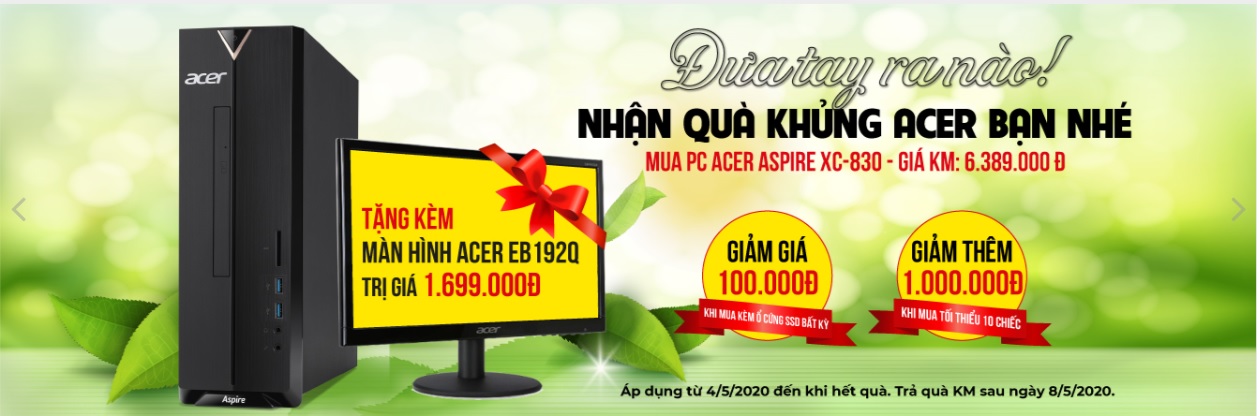 acer
Aspire
TẶNG KÈM
MÀN HÌNH ACER EB192Q
TRỊ GIÁ 1.699.000Đ
acer
Đưa tay ra nào!
NHẬN QUÀ KHỦNG ACER BẠN NHÉ
MUA PC ACER ASPIRE XC-830 - GIÁ KM: 6.389.000 Đ
GIẢM GIÁ
100.000Đ
KHI MUA KÈM Ổ CỨNG SSD BẤT KỲ
GIẢM THÊM
1.000.000Đ
KHI MUA TỐI THIỂU 10 CHIẾC
Áp dụng từ 4/5/2020 đến khi hết quà. Trả quà KM sau ngày 8/5/2020.